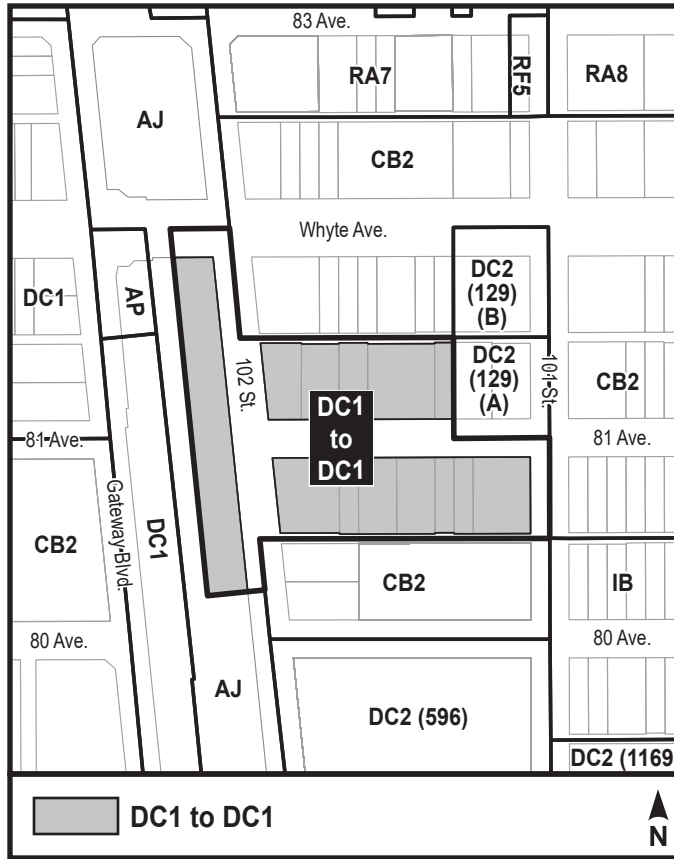 83 Ave.
RA7
RF5
RA8
AJ
CB2
Whyte Ave.
DC1
AP
DC2
(129)
(B)
102 St.
DC2
(129)
(A)
101 St.
CB2
DC1
to
DC1
81 Ave.
81 Ave.
CB2
Gateway Blvd.
DC1
CB2
IB
80 Ave.
80 Ave.
AJ
DC2 (596)
DC2 (1169
DC1 to DC1
N